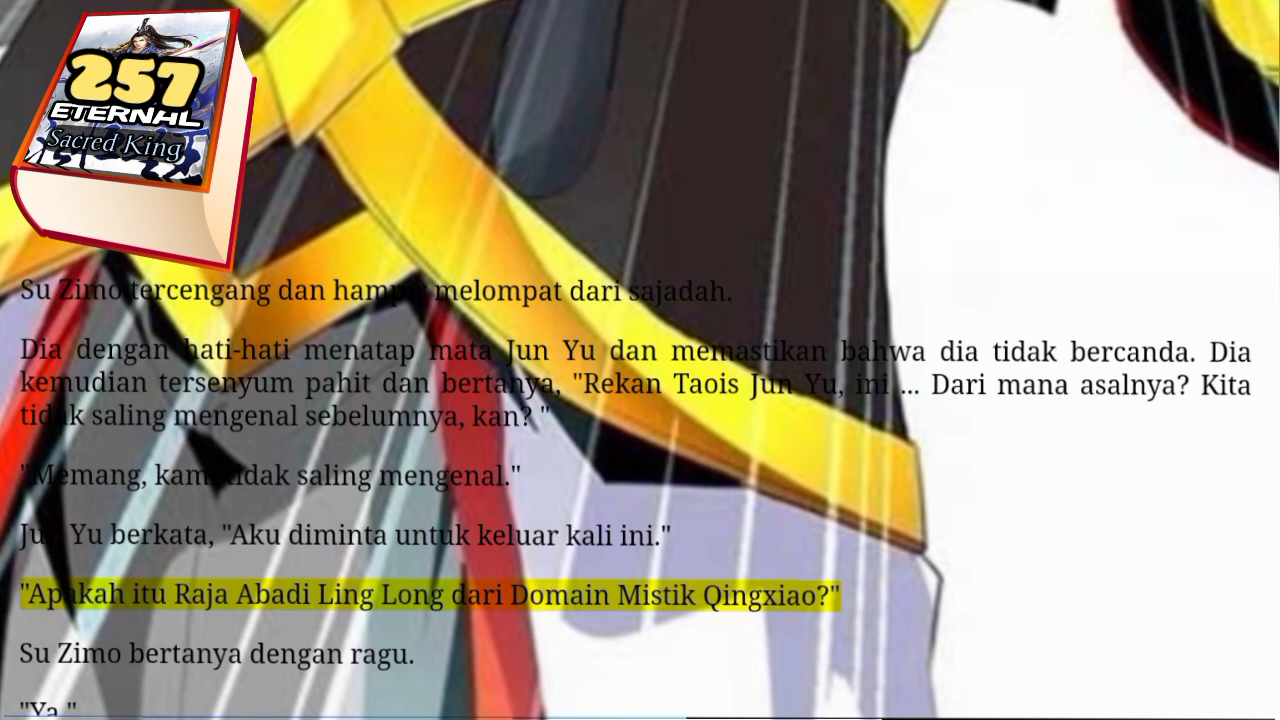 257
ETERNAL
Sacred King
Su Zimo tercengang dan hampir melompat dari sajadah.
Dia dengan hati-hati menatap mata Jun Yu dan memastikan bahwa dia tidak bercanda. Dia
kemudian tersenyum pahit dan bertanya, "Rekan Taois Jun Yu, ini ... Dari mana asalnya? Kita
tidak saling mengenal sebelumnya, kan? "
"Memang, kami tidak saling mengenal."
Jun Yu berkata, "Aku diminta untuk keluar kali ini."
"Apakah itu Raja Abadi Ling Long dari Domain Mistik Qingxiao?"
Su Zimo bertanya dengan ragu.
"Ya."